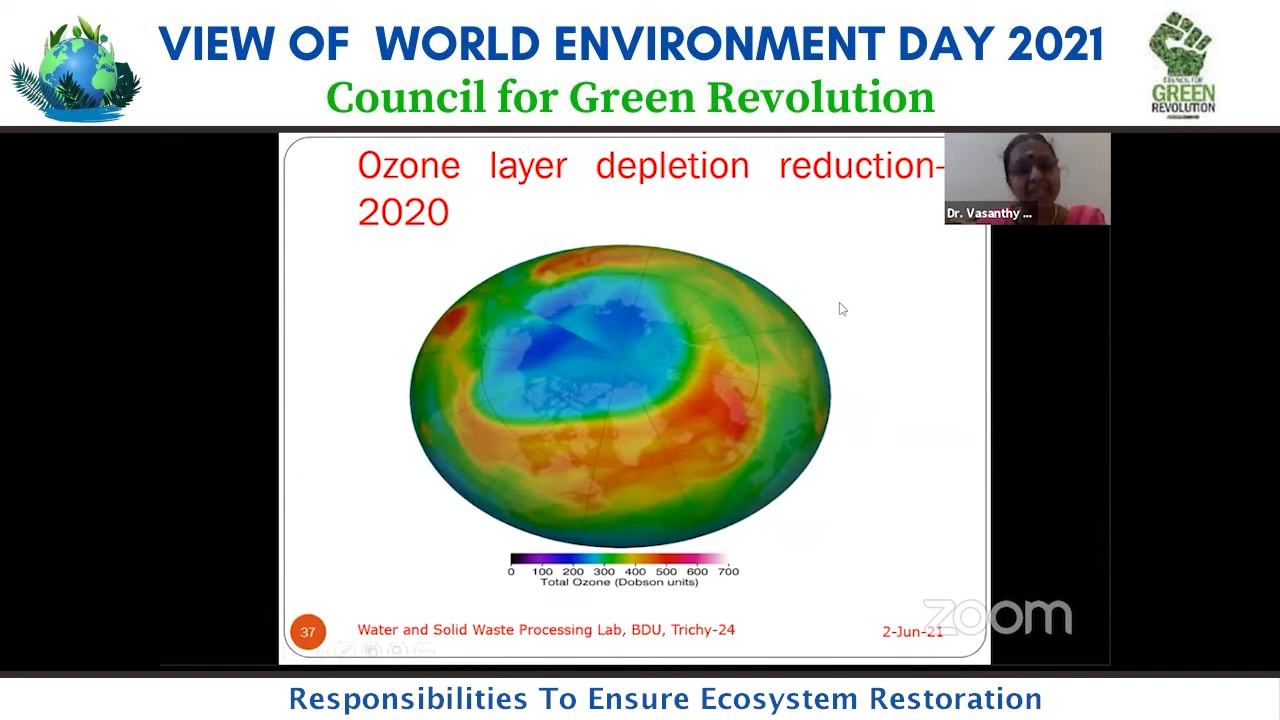 VIEW OF WORLD ENVIRONMENT DAY 2021
Council for Green Revolution
COUNCIL FOR
GREEN
REVOLUTION
Ozone layer depletion reduction-
2020
Dr. Vasanthy ...
0 100 200 300 400 500 600 700
Total Ozone (Dobson units)
37
Water and Solid Waste Processing Lab, BDU, Trichy-24
2-Jun-21
zoom
Responsibilities To Ensure Ecosystem Restoration